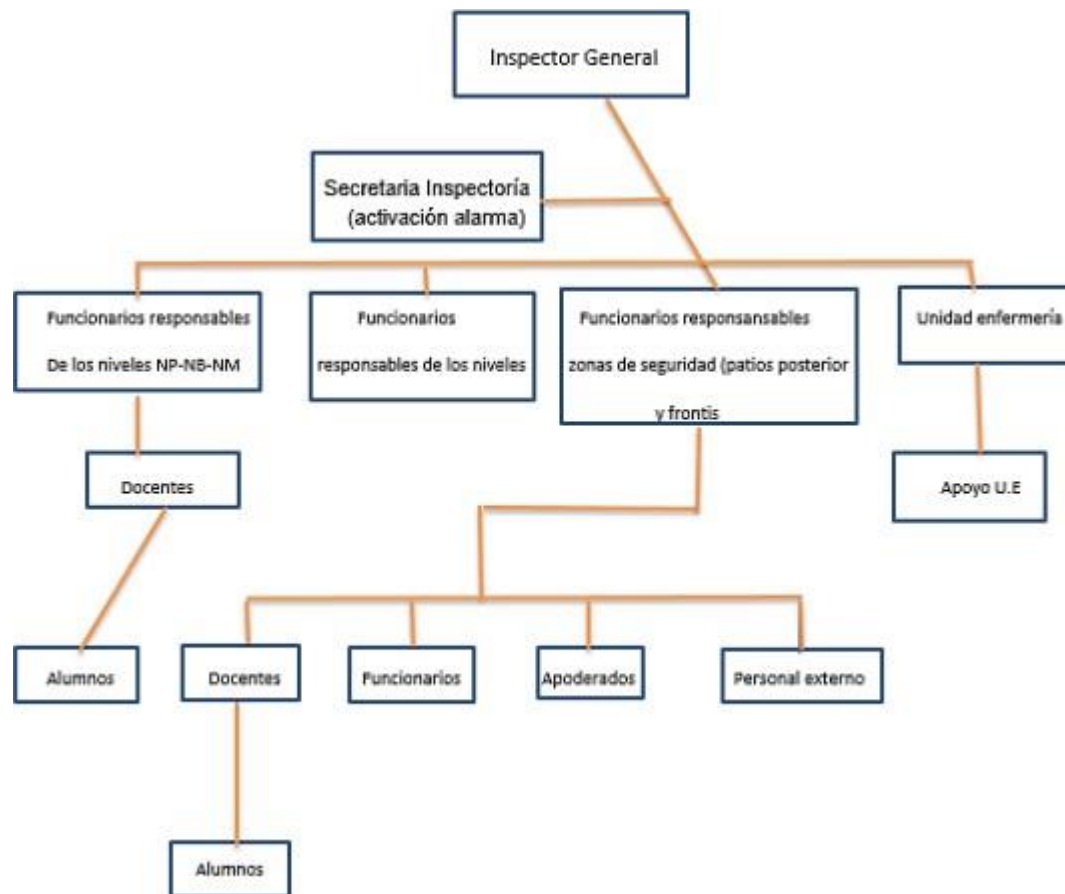 Inspector General
Secretaria Inspectoría
(activación alarma)
Funcionarios responsables
De los niveles NP-NB-NM
Funcionarios
responsables de los niveles
Funcionarios responsansables
zonas de seguridad (patios posterior
y frontis
Unidad enfermería
Docentes
Apoyo U.E
Alumnos
Docentes
Funcionarios
Apoderados
Personal externo
Alumnos